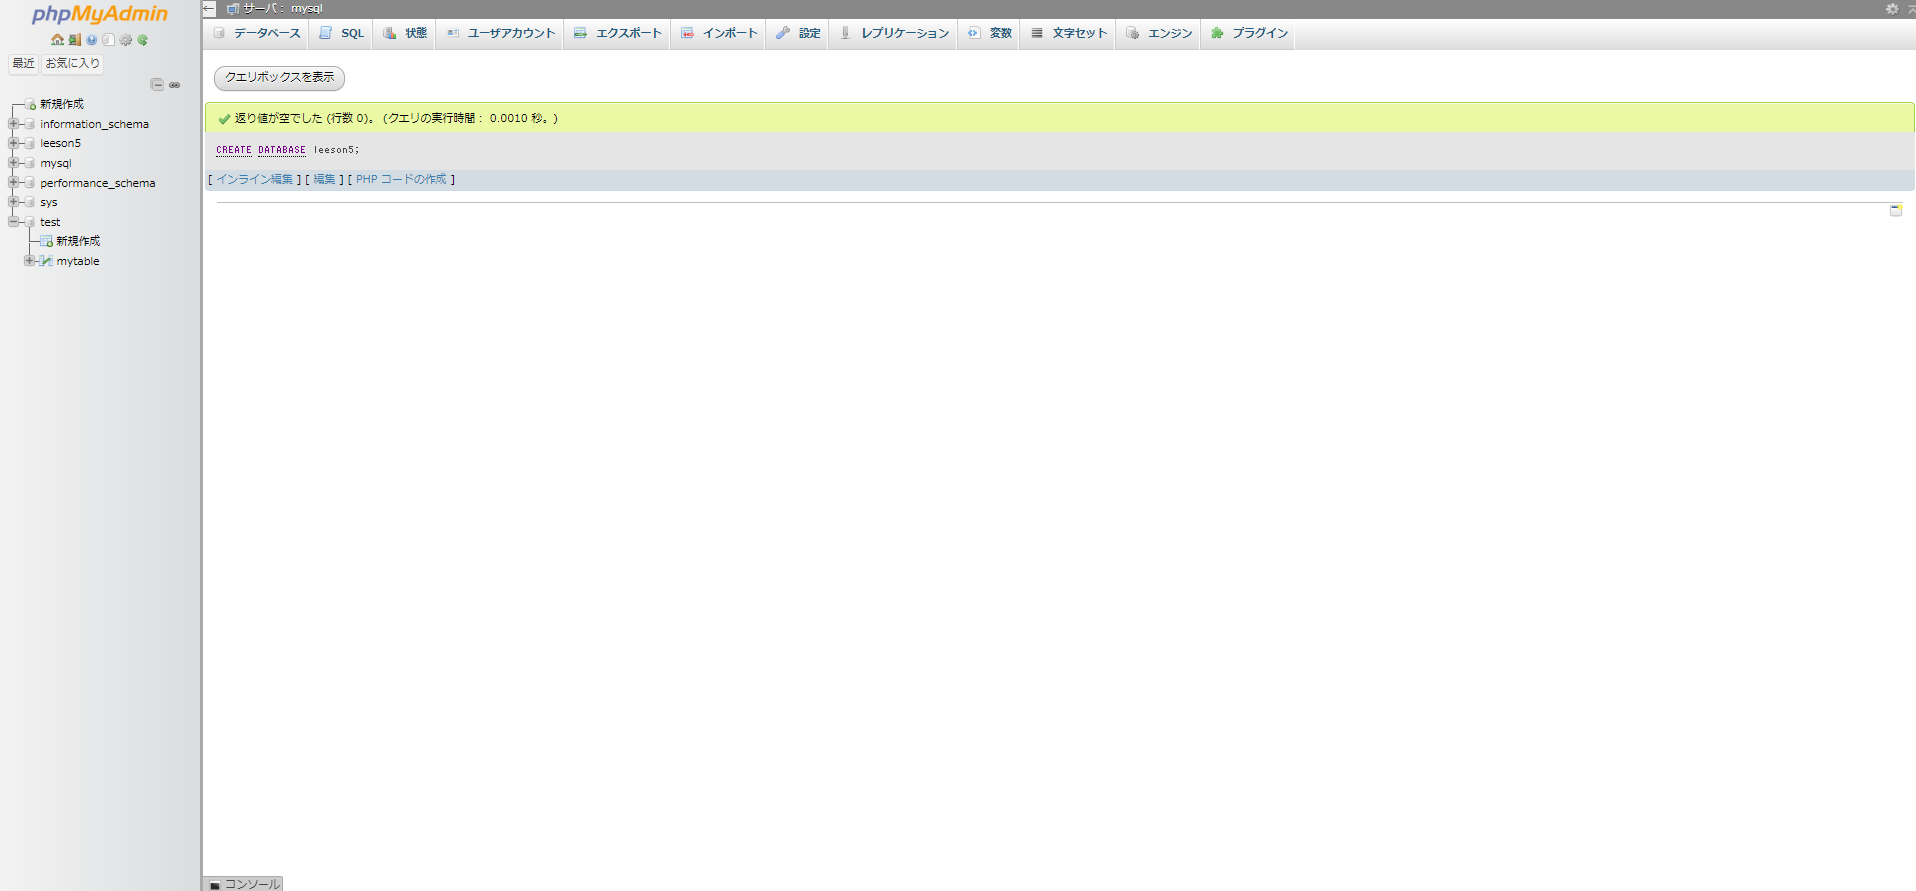 phpMyAdmin
最近 お気に入り
新規作成
information_schema
leeson5
mysql
performance_schema
sys
test
新規作成
mytable
サーバ: mysql
データベース SQL 状態 ユーザアカウント エクスポート インポート 設定 レプリケーション 変数 文字セット エンジン プラグイン
クエリボックスを表示
返り値が空でした (行数 0)。 (クエリの実行時間: 0.0010 秒。)
CREATE DATABASE leeson5;
[ インライン編集 ] [ 編集 ] [ PHP コードの作成 ]
コンソール